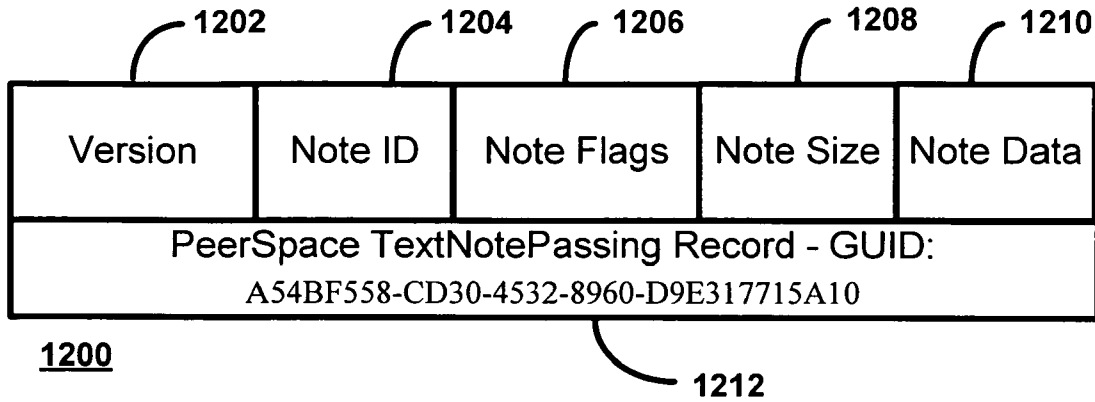 1202 1204 1206 1208 1210
Version Note ID Note Flags Note Size Note Data
PeerSpace TextNotePassing Record - GUID:
A54BF558-CD30-4532-8960-D9E317715A10
1200
1212